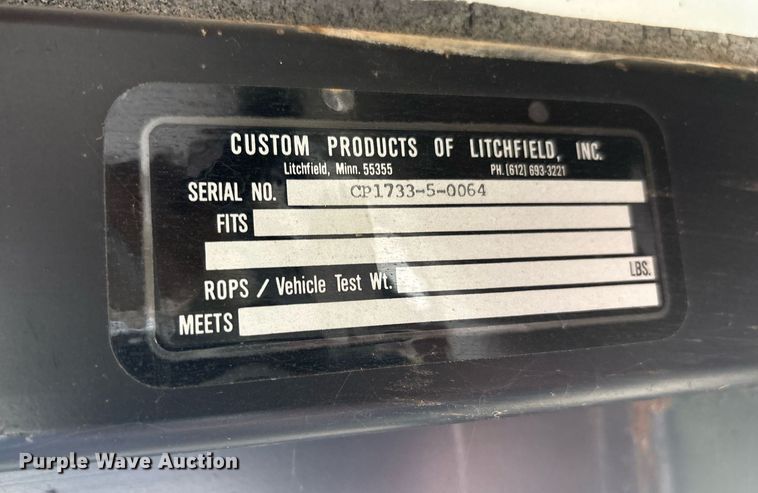 CUSTOM PRODUCTS OF LITCHFIELD, INC.
Litchfield, Minn. 55355 PH. (612) 693-3221
SERIAL NO. CP1733-5-0064
FITS
ROPS / Vehicle Test Wt. LBS.
MEETS
Purple Wave Auction